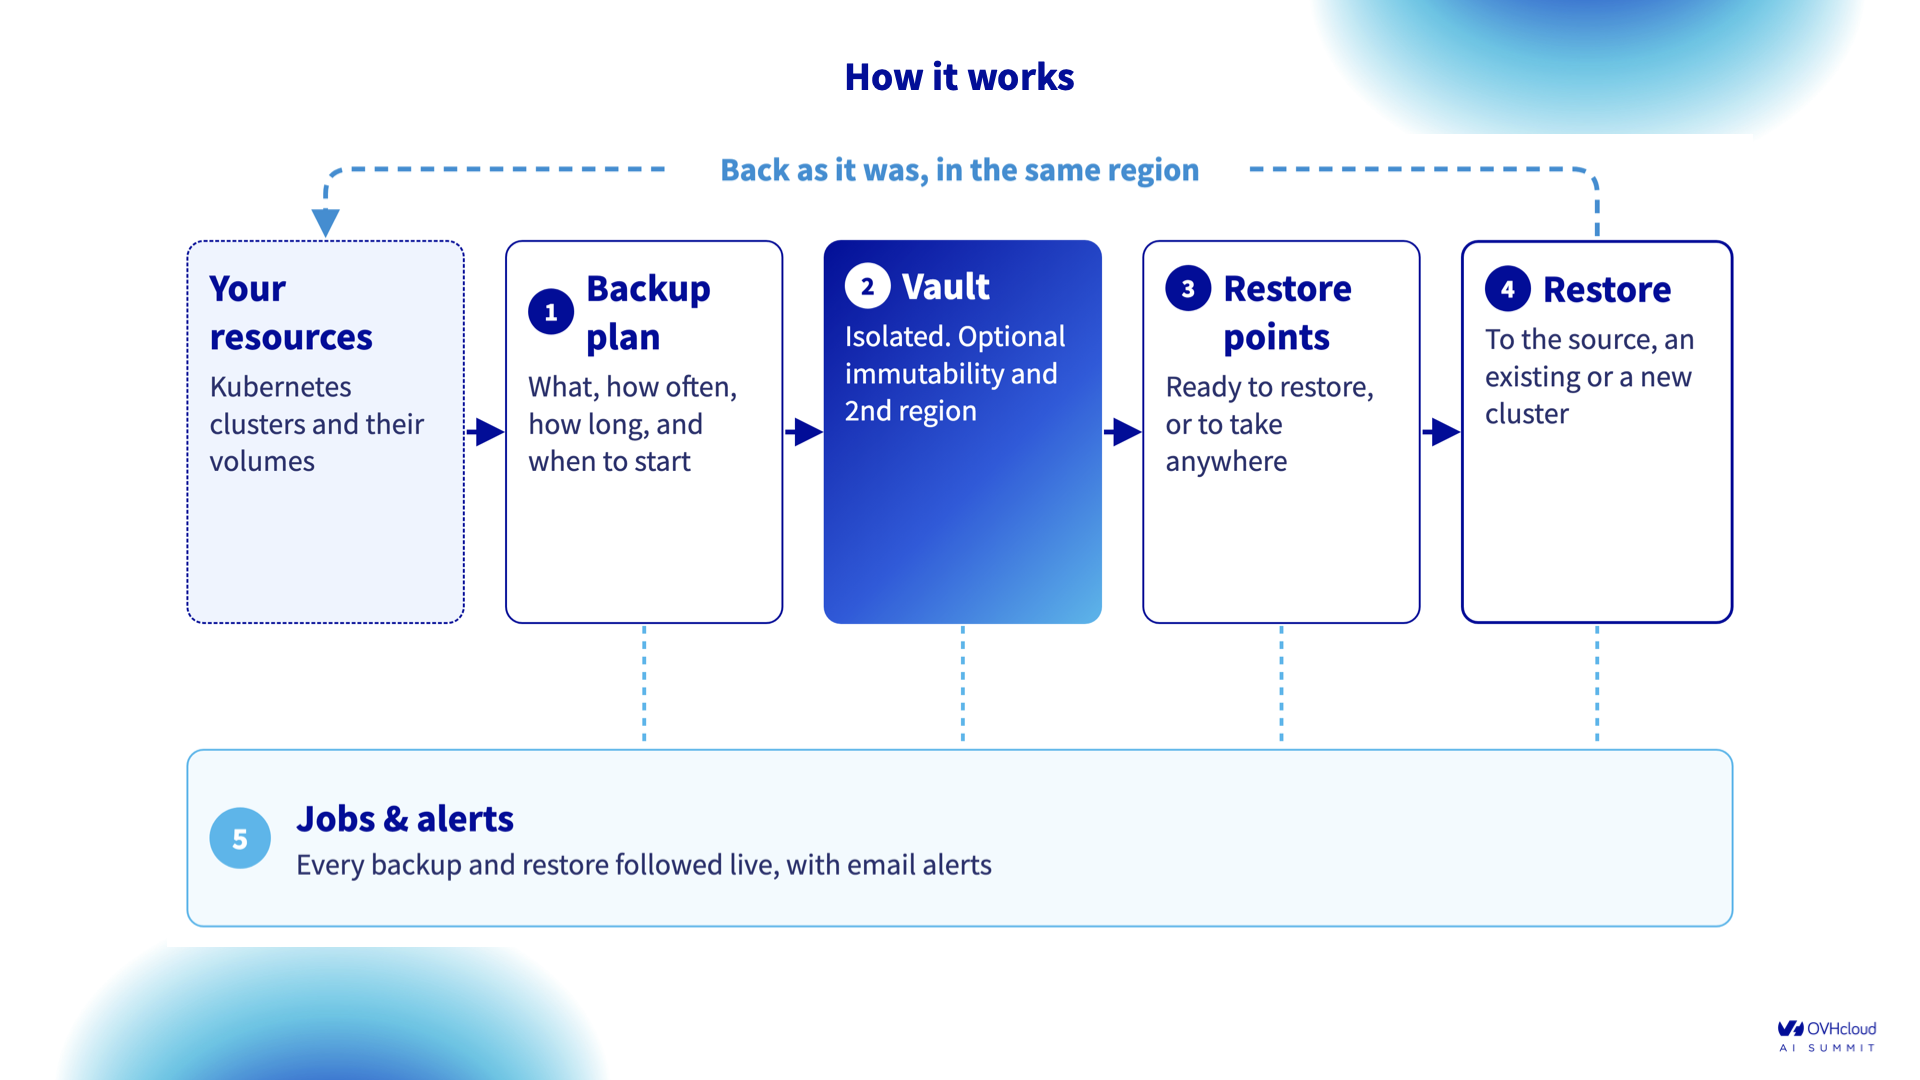 How it works
Back as it was, in the same region
Your
resources
Kubernetes
clusters and their
volumes
1
Backup
plan
What, how often,
how long, and
when to start
2
Vault
Isolated. Optional
immutability and
2nd region
3
Restore
points
Ready to restore,
or to take
anywhere
4
Restore
To the source, an
existing or a new
cluster
5
Jobs & alerts
Every backup and restore followed live, with email alerts
OVHcloud
AI SUMMIT